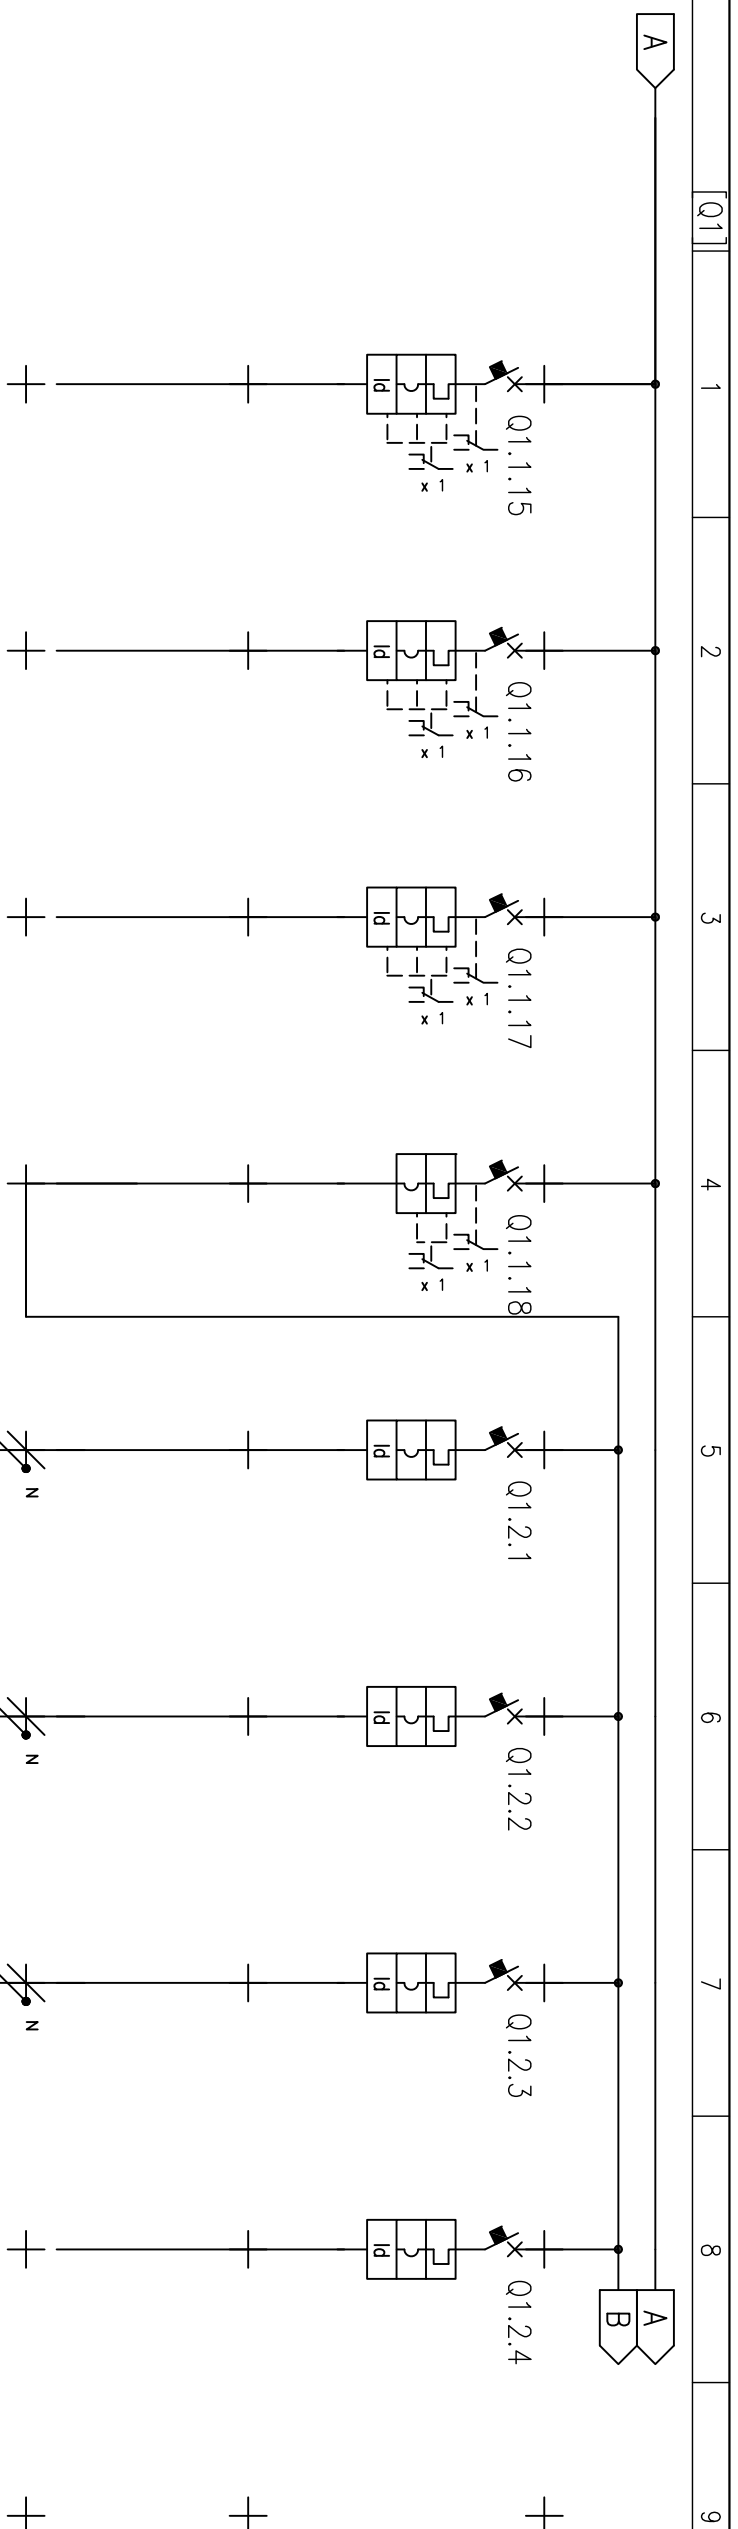 [Q1]
1 2 3 4 5 6 7 8 9
A
A
B
Q1.1.15
x 1
x 1
Id
Q1.1.16
x 1
x 1
Id
Q1.1.17
x 1
x 1
Id
Q1.1.18
x 1
x 1
Q1.2.1
Id
N
Q1.2.2
Id
N
Q1.2.3
Id
N
Q1.2.4
Id